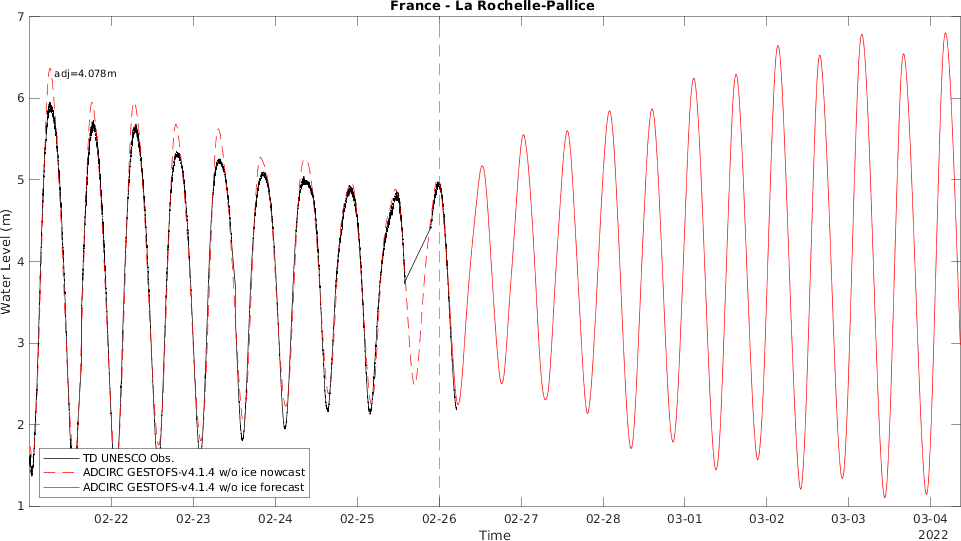 France - La Rochelle-Pallice
7
6
5
4
3
2
1
Water Level (m)
adj=4.078m
TD UNESCO Obs.
ADCIRC GESTOFS-v4.1.4 w/o ice nowcast
ADCIRC GESTOFS-v4.1.4 w/o ice forecast
02-22 02-23 02-24 02-25 02-26 02-27 02-28 03-01 03-02 03-03 03-04
Time 2022